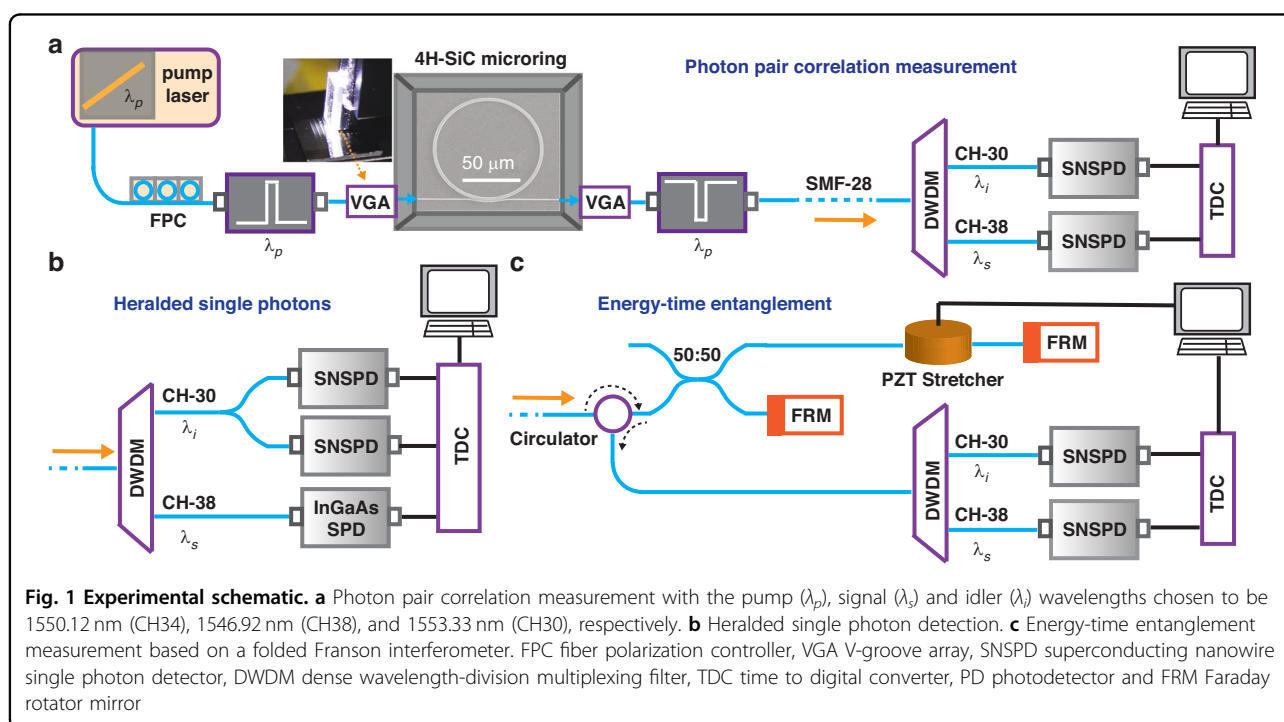 a
pump
laser
λp
FPC
λp
VGA
4H-SiC microring
50 μm
VGA
λp
Photon pair correlation measurement
SMF-28
DWDM
CH-30
λi
CH-38
λs
SNSPD
SNSPD
TDC
b
Heralded single photons
DWDM
CH-30
λi
CH-38
λs
SNSPD
SNSPD
InGaAs
SPD
TDC
c
Energy-time entanglement
50:50
Circulator
PZT Stretcher
FRM
FRM
DWDM
CH-30
λi
CH-38
λs
SNSPD
SNSPD
TDC
Fig. 1 Experimental schematic. a Photon pair correlation measurement with the pump (λp), signal (λs) and idler (λi) wavelengths chosen to be
1550.12 nm (CH34), 1546.92 nm (CH38), and 1553.33 nm (CH30), respectively. b Heralded single photon detection. c Energy-time entanglement
measurement based on a folded Franson interferometer. FPC fiber polarization controller, VGA V-groove array, SNSPD superconducting nanowire
single photon detector, DWDM dense wavelength-division multiplexing filter, TDC time to digital converter, PD photodetector and FRM Faraday
rotator mirror